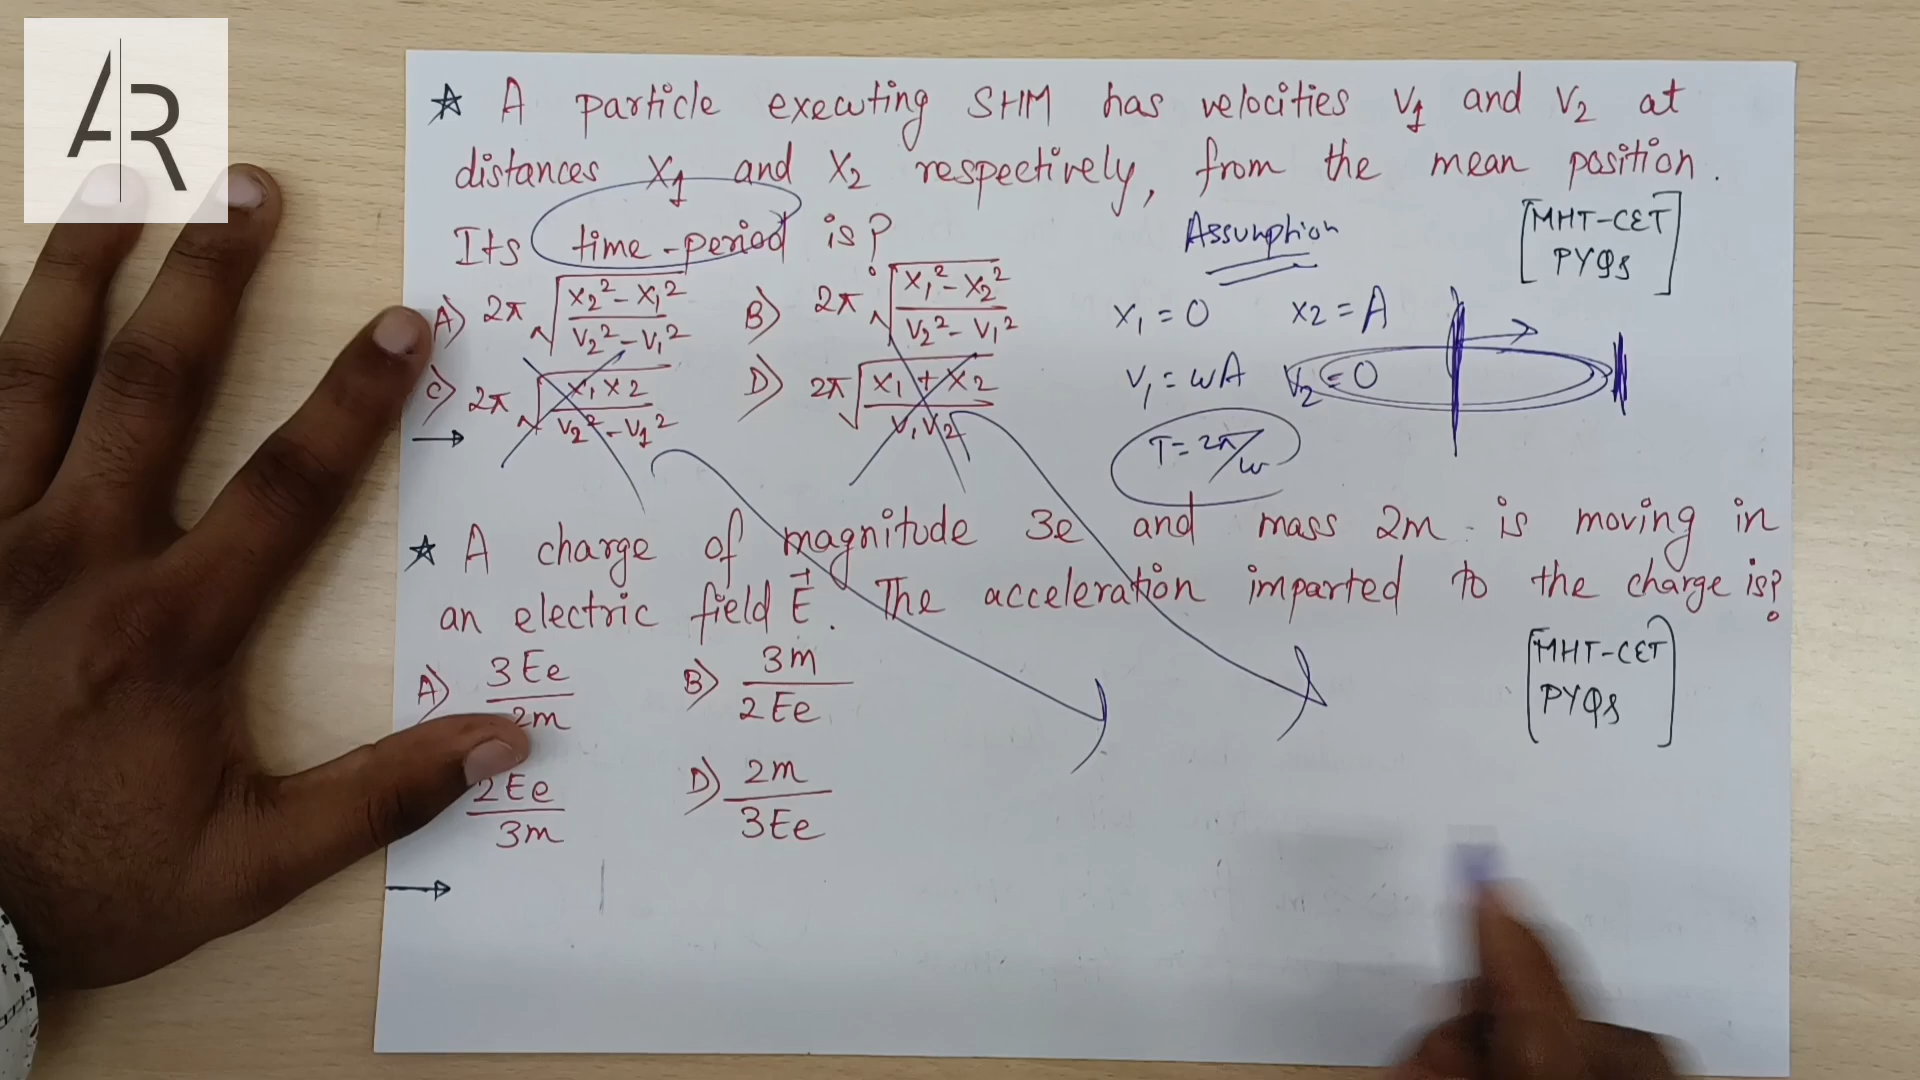 AR
☆ A particle executing SHM has velocities V₁ and V₂ at
distances X₁ and X₂ respectively, from the mean position.
Its time-period is?
Assumption
[MHT-CET
PYQs]
A) 2π √((X₂² - X₁²)/(V₂² - V₁²)) B) 2π √((X₁² - X₂²)/(V₂² - V₁²))
C) 2π √((X₁ X₂)/(V₂² - V₁²)) D) 2π √((X₁ + X₂)/(V₁V₂))
X₁ = 0 X₂ = A
V₁ = ωA V₂ = 0
T = 2π/ω
☆ A charge of magnitude 3e and mass 2m is moving in
an electric field E⃗. The acceleration imparted to the charge is?
[MHT-CET
PYQs]
A) 3Ee/2m B) 3m/2Ee
2Ee/3m D) 2m/3Ee